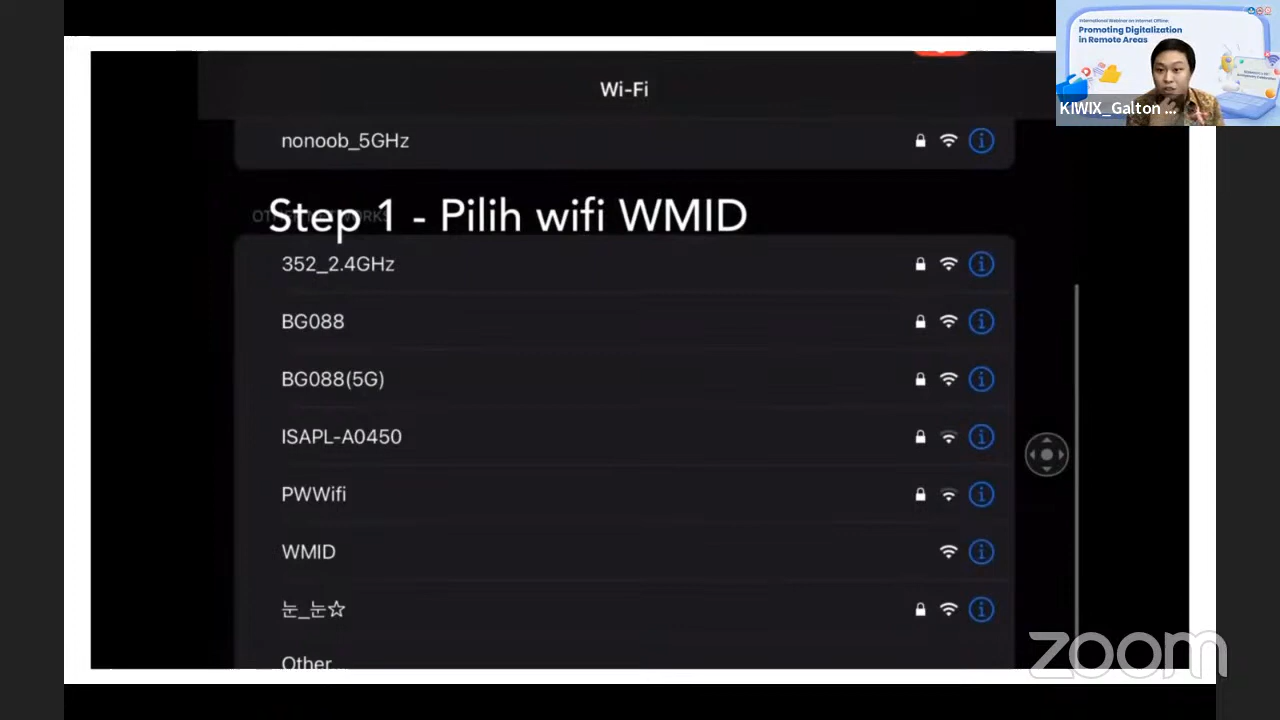 Wi-Fi
nonoob_5GHz
Step 1 - Pilih wifi WMID
352_2.4GHz
BG088
BG088(5G)
ISAPL-A0450
PWWifi
WMID
눈_눈☆
Other...
International Webinar on Internet Offline:
Promoting Digitalization
in Remote Areas
KIWIX_Galton ...
zoom